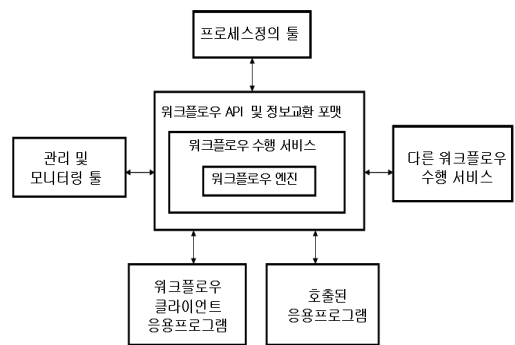 프로세스정의 툴
워크플로우 API 및 정보교환 포맷
워크플로우 수행 서비스
워크플로우 엔진
관리 및
모니터링 툴
다른 워크플로우
수행 서비스
워크플로우
클라이언트
응용프로그램
호출된
응용프로그램